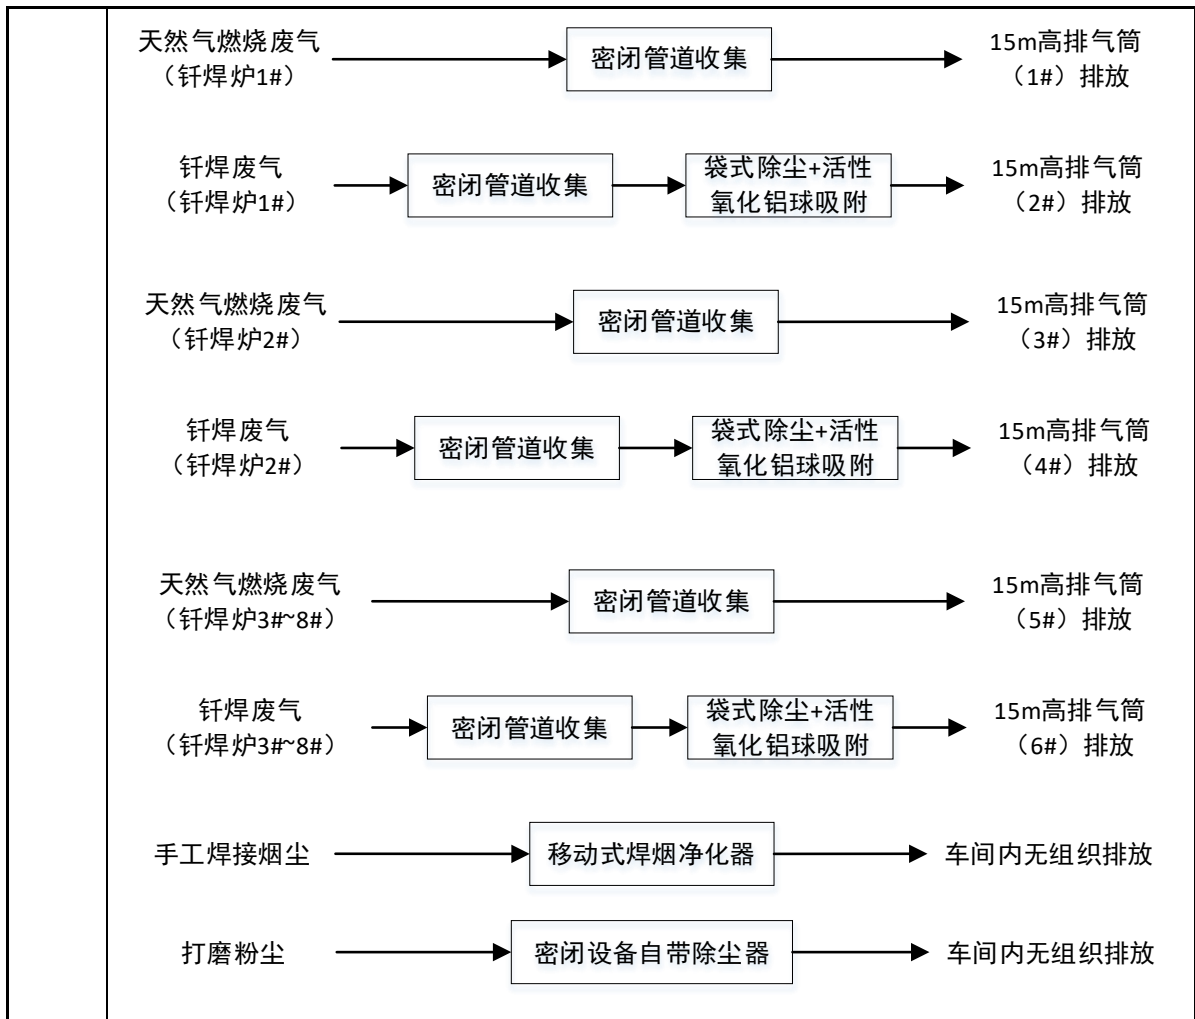 天然气燃烧废气
（钎焊炉1#）
密闭管道收集
15m高排气筒
（1#）排放
钎焊废气
（钎焊炉1#）
密闭管道收集
袋式除尘+活性
氧化铝球吸附
15m高排气筒
（2#）排放
天然气燃烧废气
（钎焊炉2#）
密闭管道收集
15m高排气筒
（3#）排放
钎焊废气
（钎焊炉2#）
密闭管道收集
袋式除尘+活性
氧化铝球吸附
15m高排气筒
（4#）排放
天然气燃烧废气
（钎焊炉3#~8#）
密闭管道收集
15m高排气筒
（5#）排放
钎焊废气
（钎焊炉3#~8#）
密闭管道收集
袋式除尘+活性
氧化铝球吸附
15m高排气筒
（6#）排放
手工焊接烟尘
移动式焊烟净化器
车间内无组织排放
打磨粉尘
密闭设备自带除尘器
车间内无组织排放